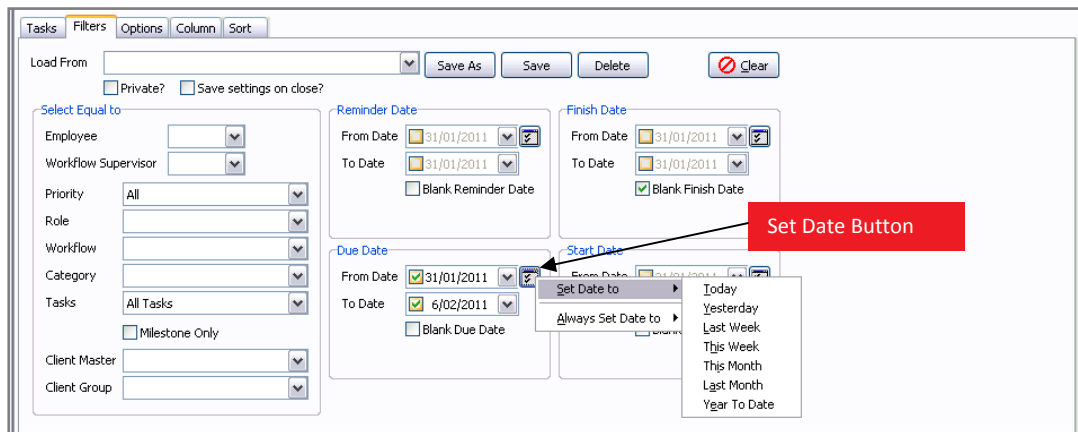 Tasks Filters Options Column Sort
Load From Save As Save Delete Clear
Private? Save settings on close?
Select Equal to
Employee
Workflow Supervisor
Priority All
Role
Workflow
Category
Tasks All Tasks
Milestone Only
Client Master
Client Group
Reminder Date
From Date 31/01/2011
To Date 31/01/2011
Blank Reminder Date
Finish Date
From Date 31/01/2011
To Date 31/01/2011
Blank Finish Date
Set Date Button
Due Date
From Date 31/01/2011
To Date 6/02/2011
Blank Due Date
Start Date
From Date 31/01/2011
Set Date to
Always Set Date to
Today
Yesterday
Last Week
This Week
This Month
Last Month
Year To Date